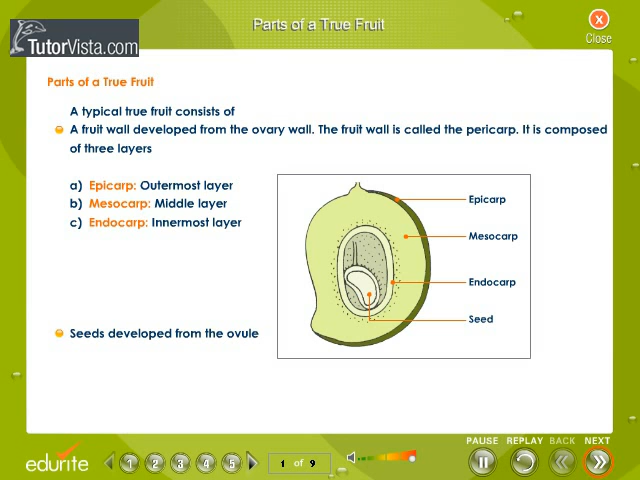 Parts of a True Fruit
Close
TutorVista.com
Parts of a True Fruit
A typical true fruit consists of
A fruit wall developed from the ovary wall. The fruit wall is called the pericarp. It is composed
of three layers
a) Epicarp: Outermost layer
b) Mesocarp: Middle layer
c) Endocarp: Innermost layer
Epicarp
Mesocarp
Endocarp
Seed
Seeds developed from the ovule
PAUSE REPLAY BACK NEXT
edurite
1 2 3 4 5
1 of 9